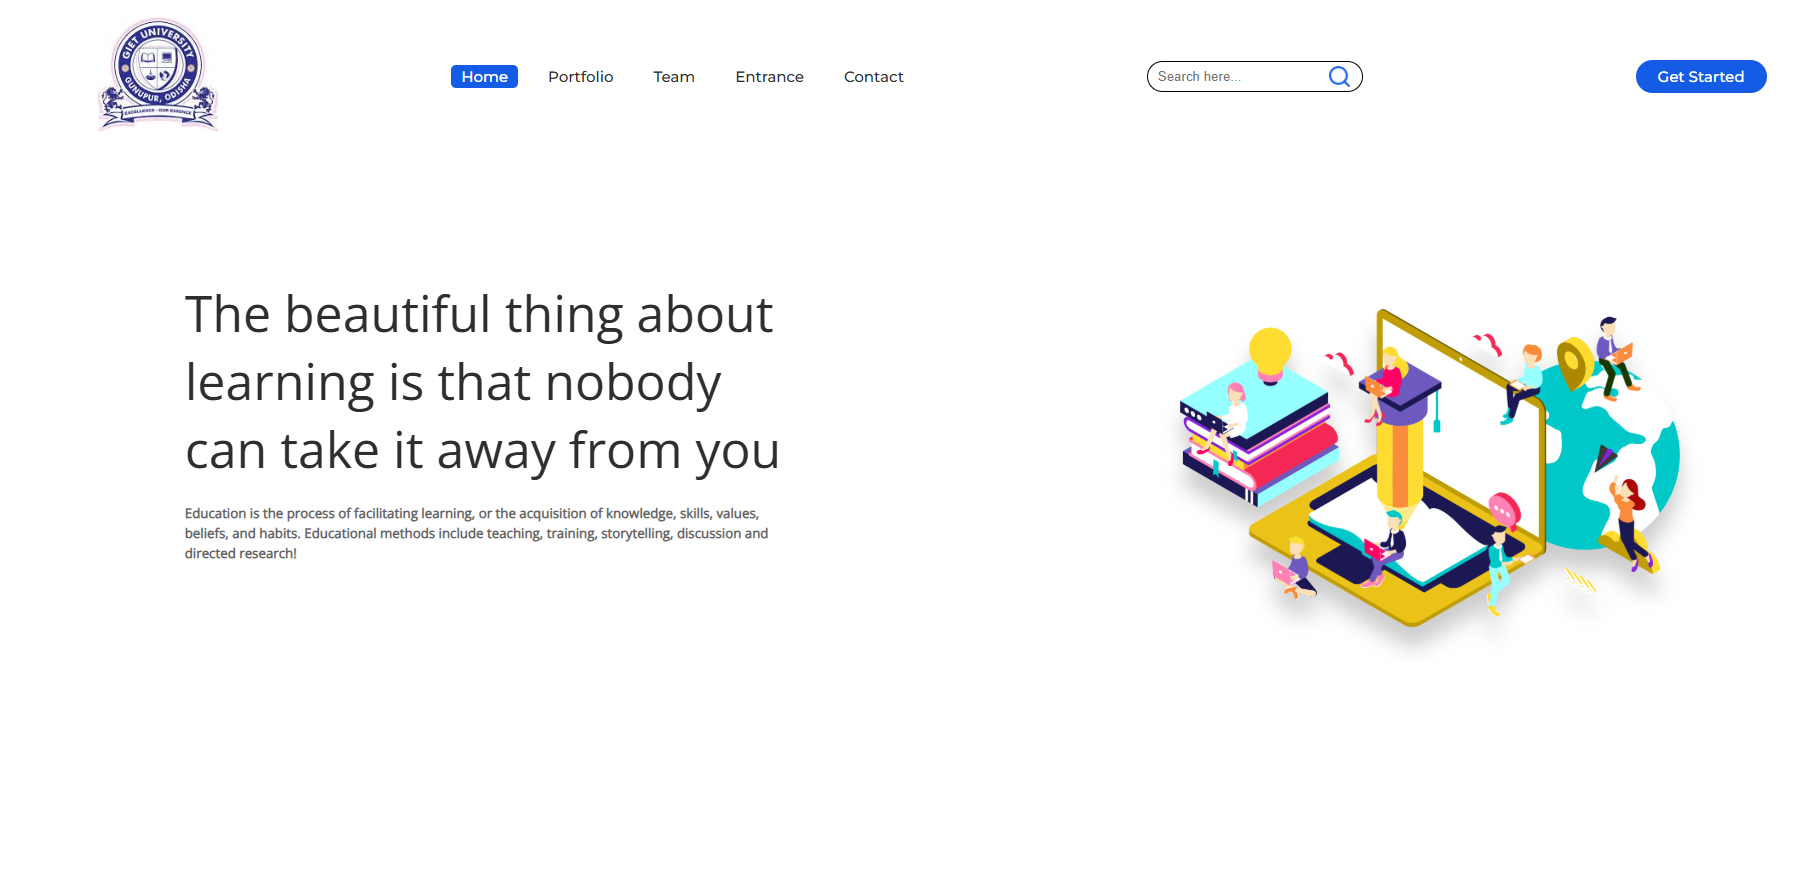 GIET UNIVERSITY
GUNUPUR, ODISHA
EXCELLENCE - OUR ESSENCE
Home
Portfolio
Team
Entrance
Contact
Search here...
Get Started
The beautiful thing about
learning is that nobody
can take it away from you
Education is the process of facilitating learning, or the acquisition of knowledge, skills, values,
beliefs, and habits. Educational methods include teaching, training, storytelling, discussion and
directed research!